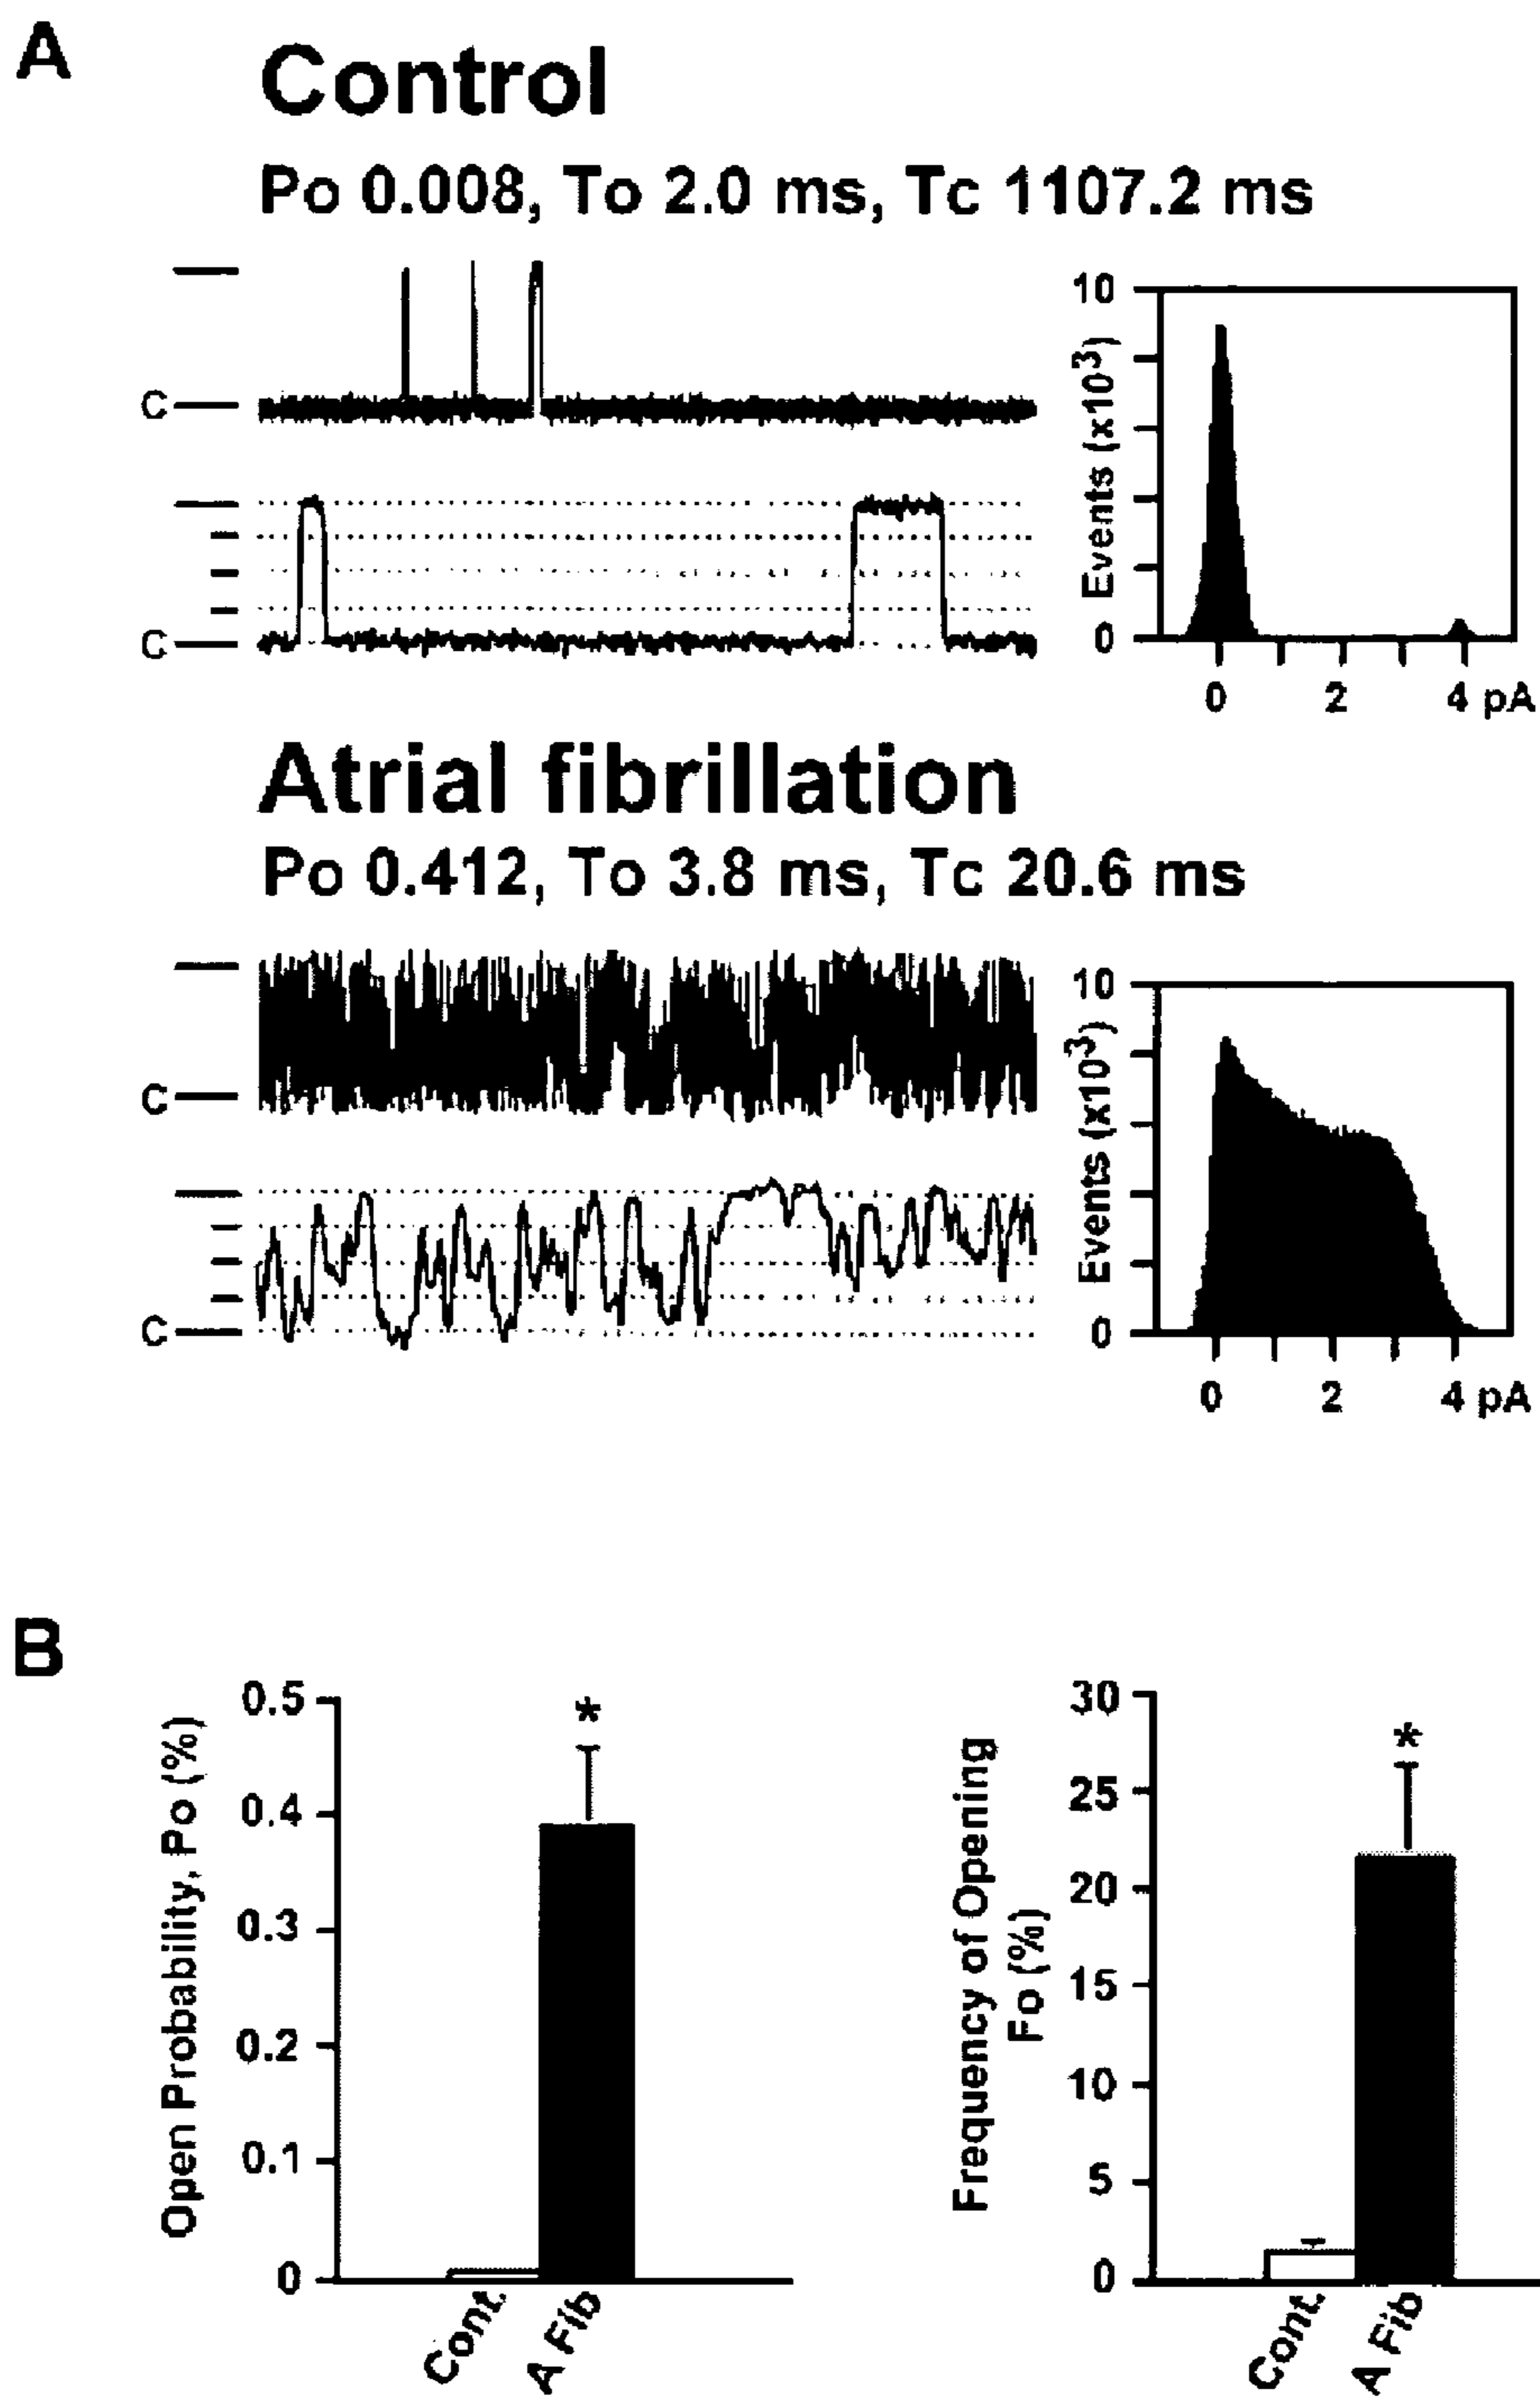 A
Control
Po 0.008, To 2.0 ms, Tc 1107.2 ms
C
C
10
Events (x10³)
0
0 2 4 pA
Atrial fibrillation
Po 0.412, To 3.8 ms, Tc 20.6 ms
C
C
10
Events (x10³)
0
0 2 4 pA
B
Open Probability, Po (%)
0.5
0.4
0.3
0.2
0.1
0
*
Cont.
A Fib
Frequency of Opening
Fo (%)
30
25
20
15
10
5
0
*
Cont.
A Fib